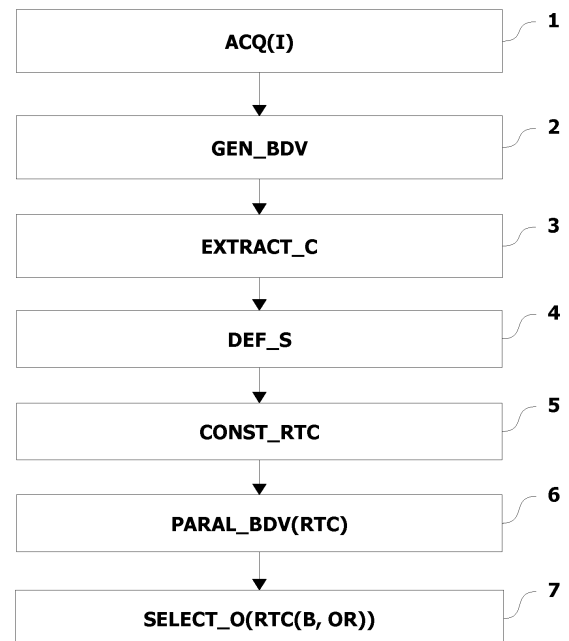 ACQ(I) 1
GEN_BDV 2
EXTRACT_C 3
DEF_S 4
CONST_RTC 5
PARAL_BDV(RTC) 6
SELECT_O(RTC(B, OR)) 7